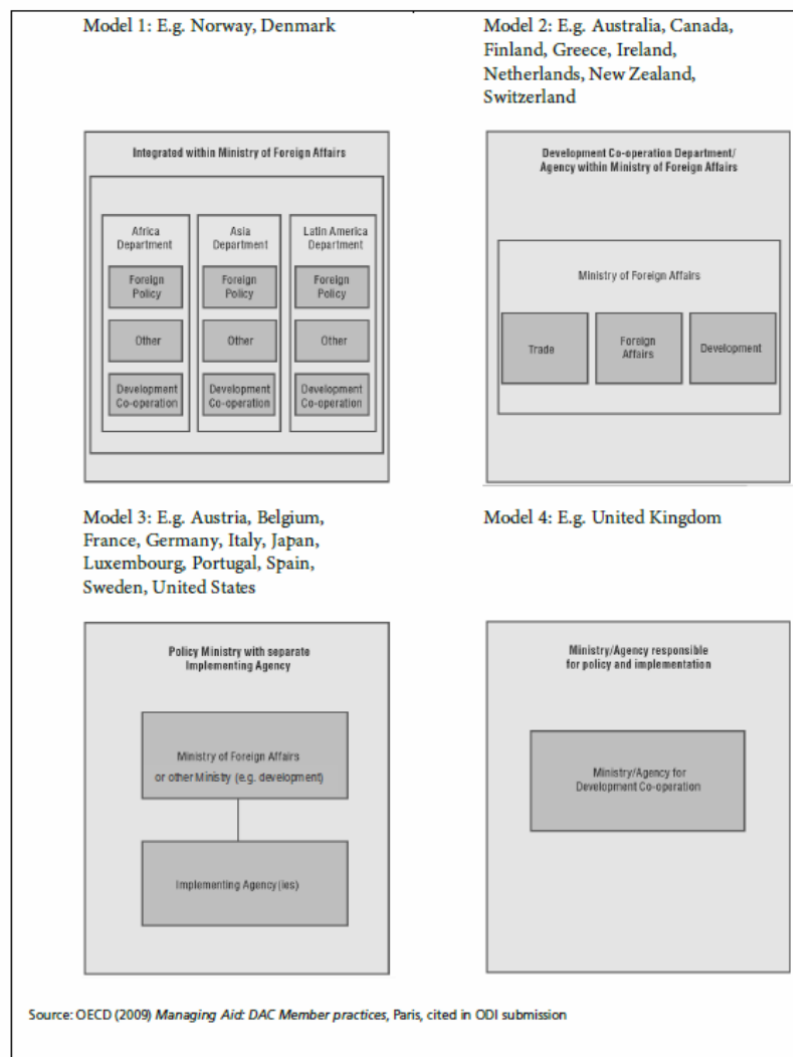 Model 1: E.g. Norway, Denmark
Model 2: E.g. Australia, Canada,
Finland, Greece, Ireland,
Netherlands, New Zealand,
Switzerland
Integrated within Ministry of Foreign Affairs
Africa
Department
Foreign
Policy
Other
Development
Co-operation
Asia
Department
Foreign
Policy
Other
Development
Co-operation
Latin America
Department
Foreign
Policy
Other
Development
Co-operation
Development Co-operation Department/
Agency within Ministry of Foreign Affairs
Ministry of Foreign Affairs
Trade
Foreign
Affairs
Development
Model 3: E.g. Austria, Belgium,
France, Germany, Italy, Japan,
Luxembourg, Portugal, Spain,
Sweden, United States
Model 4: E.g. United Kingdom
Policy Ministry with separate
Implementing Agency
Ministry of Foreign Affairs
or other Ministry (e.g. development)
Implementing Agency(ies)
Ministry/Agency responsible
for policy and implementation
Ministry/Agency for
Development Co-operation
Source: OECD (2009) Managing Aid: DAC Member practices, Paris, cited in ODI submission